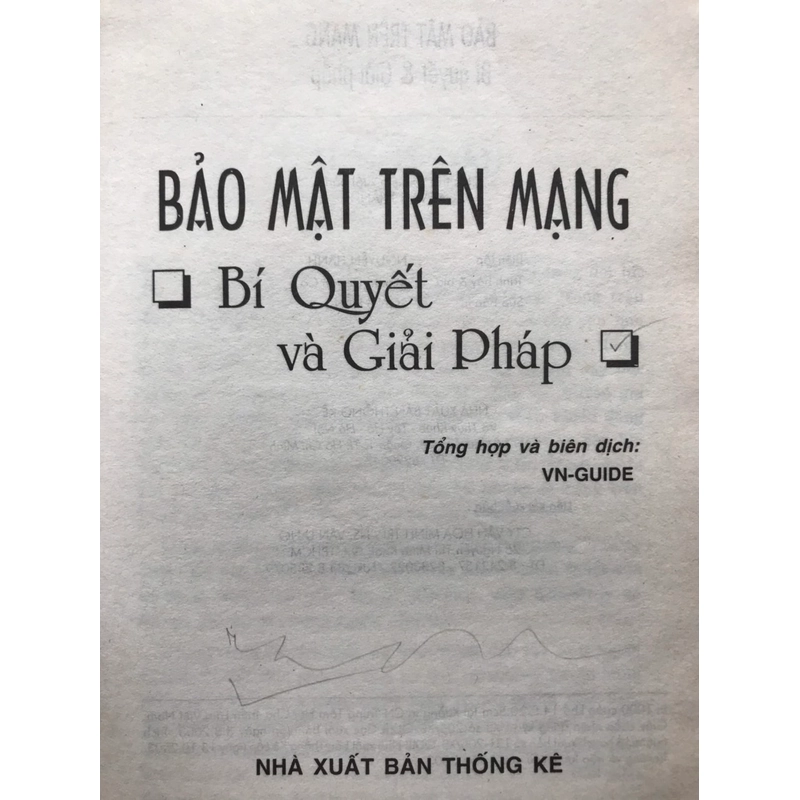 BẢO MẬT TRÊN MẠNG
Bí Quyết
và Giải Pháp
Tổng hợp và biên dịch:
VN-GUIDE
NHÀ XUẤT BẢN THỐNG KÊ